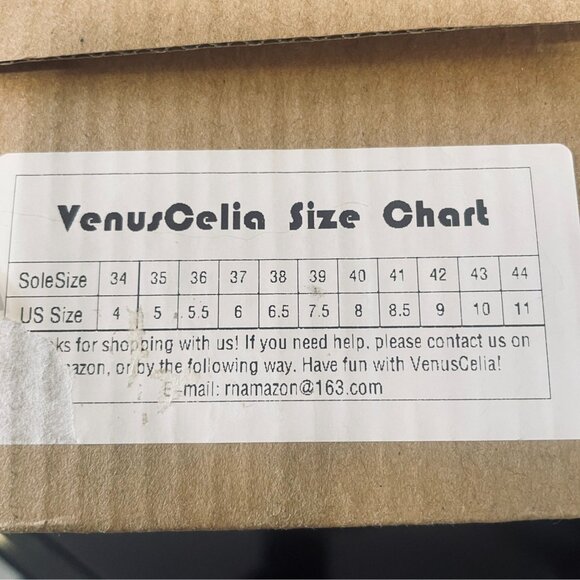 VenusCelia Size Chart
SoleSize 34 35 36 37 38 39 40 41 42 43 44
US Size 4 5 5.5 6 6.5 7.5 8 8.5 9 10 11
for shopping with us! If you need help, please contact us on
or by the following way. Have fun with VenusCelia!
E-mail: rnamazon@163.com